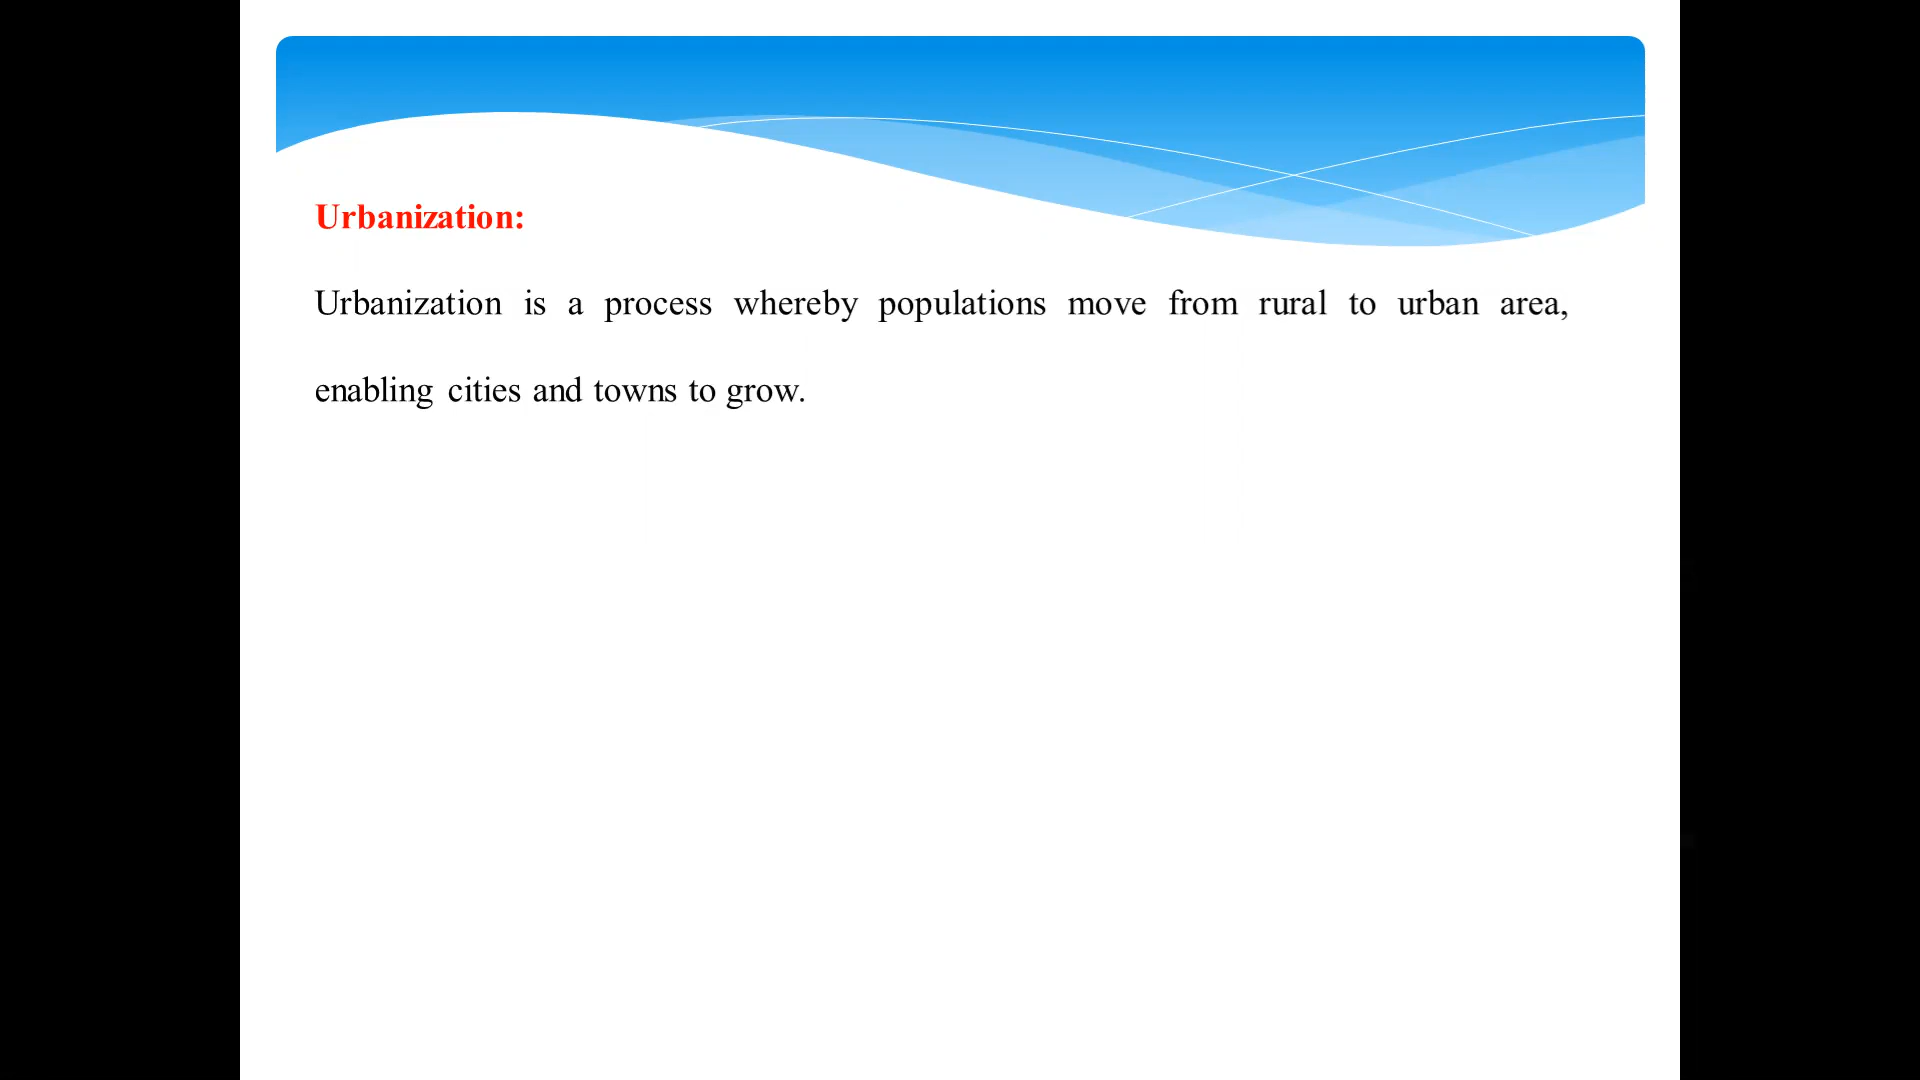 Urbanization:
Urbanization is a process whereby populations move from rural to urban area,
enabling cities and towns to grow.